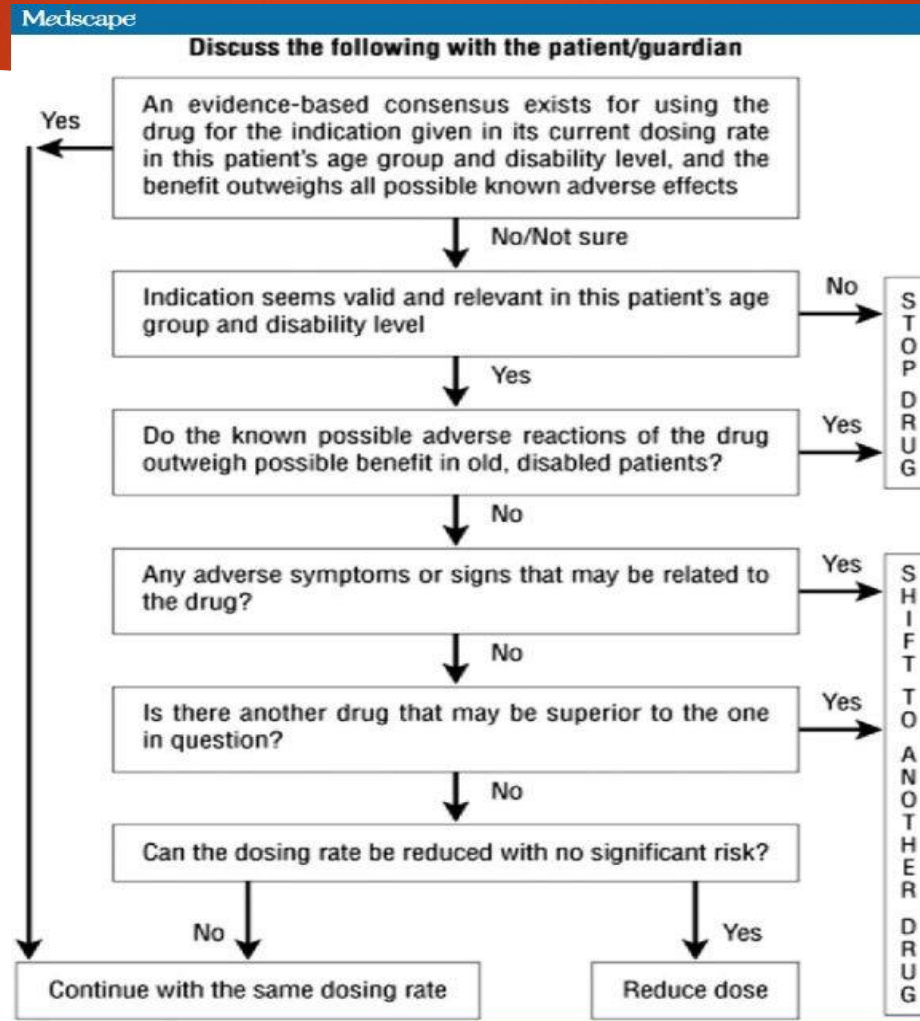 Medscape
Discuss the following with the patient/guardian
Yes
An evidence-based consensus exists for using the
drug for the indication given in its current dosing rate
in this patient's age group and disability level, and the
benefit outweighs all possible known adverse effects
No/Not sure
Indication seems valid and relevant in this patient's age
group and disability level
No
STOP DRUG
Yes
Do the known possible adverse reactions of the drug
outweigh possible benefit in old, disabled patients?
Yes
No
Any adverse symptoms or signs that may be related to
the drug?
Yes
SHIFT TO ANOTHER DRUG
No
Is there another drug that may be superior to the one
in question?
Yes
No
Can the dosing rate be reduced with no significant risk?
No
Yes
Continue with the same dosing rate
Reduce dose